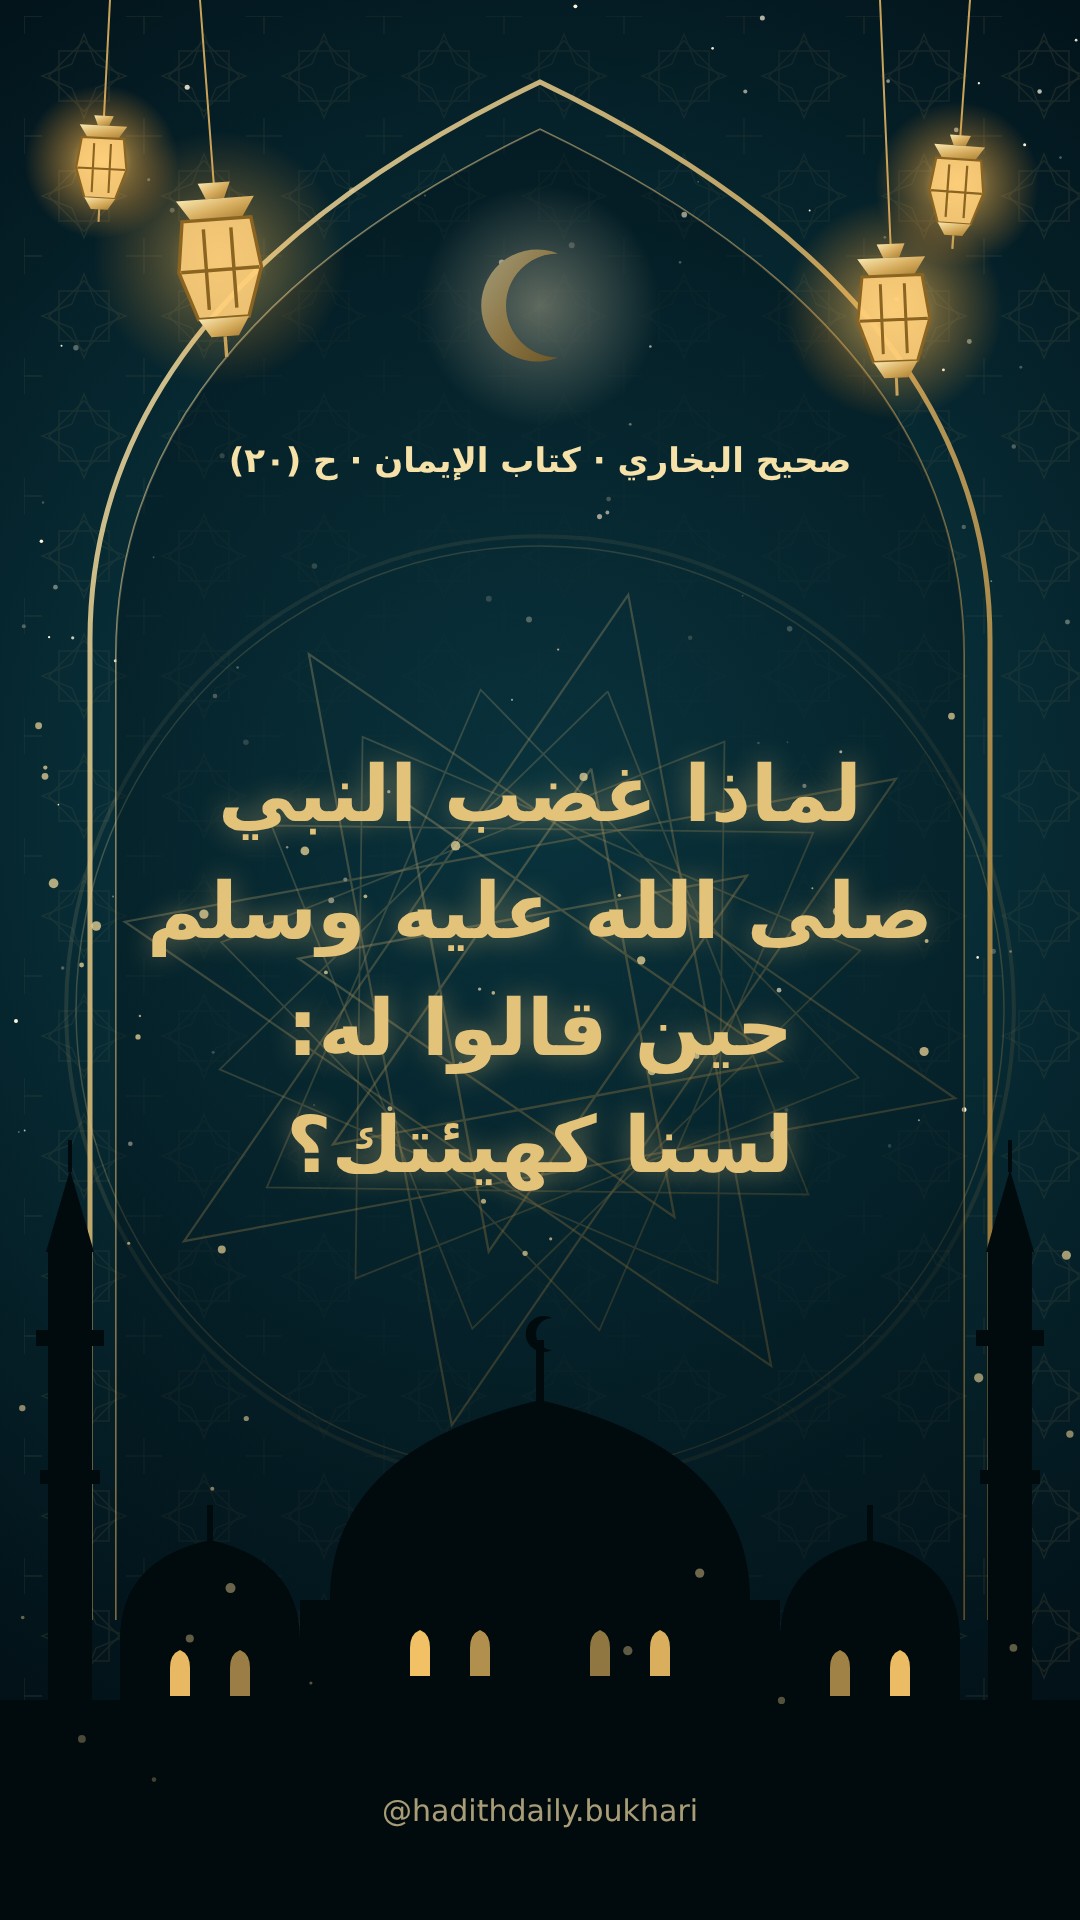 صحيح البخاري · كتاب الإيمان · ح (٢٠)
لماذا غضب النبي
صلى الله عليه وسلم
حين قالوا له:
لسنا كهيئتك؟
@hadithdaily.bukhari